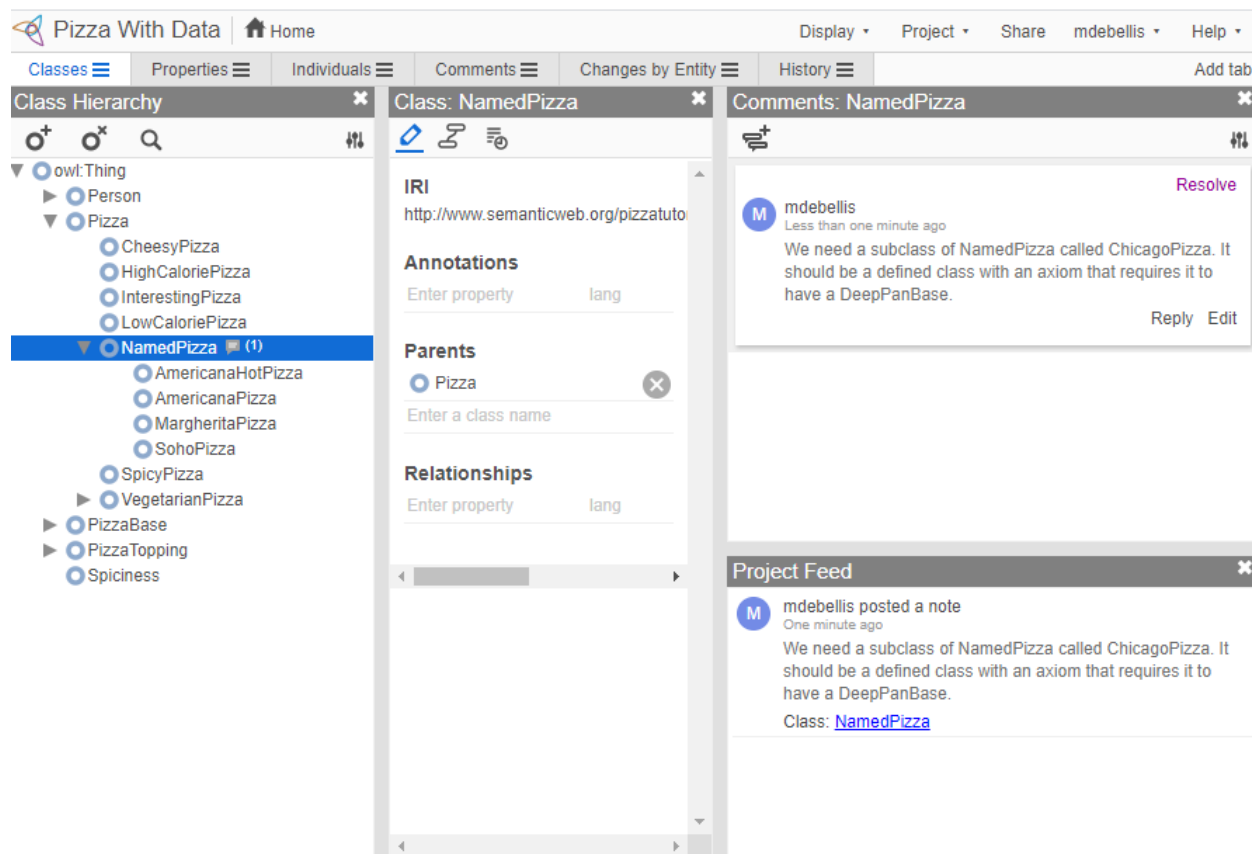 Pizza With Data Home Display Project Share mdebellis Help
Classes Properties Individuals Comments Changes by Entity History Add tab
Class Hierarchy
owl:Thing
Person
Pizza
CheesyPizza
HighCaloriePizza
InterestingPizza
LowCaloriePizza
NamedPizza (1)
AmericanaHotPizza
AmericanaPizza
MargheritaPizza
SohoPizza
SpicyPizza
VegetarianPizza
PizzaBase
PizzaTopping
Spiciness
Class: NamedPizza
IRI
http://www.semanticweb.org/pizzatuto
Annotations
Enter property lang
Parents
Pizza
Enter a class name
Relationships
Enter property lang
Comments: NamedPizza
Resolve
M mdebellis
Less than one minute ago
We need a subclass of NamedPizza called ChicagoPizza. It
should be a defined class with an axiom that requires it to
have a DeepPanBase.
Reply Edit
Project Feed
M mdebellis posted a note
One minute ago
We need a subclass of NamedPizza called ChicagoPizza. It
should be a defined class with an axiom that requires it to
have a DeepPanBase.
Class: NamedPizza